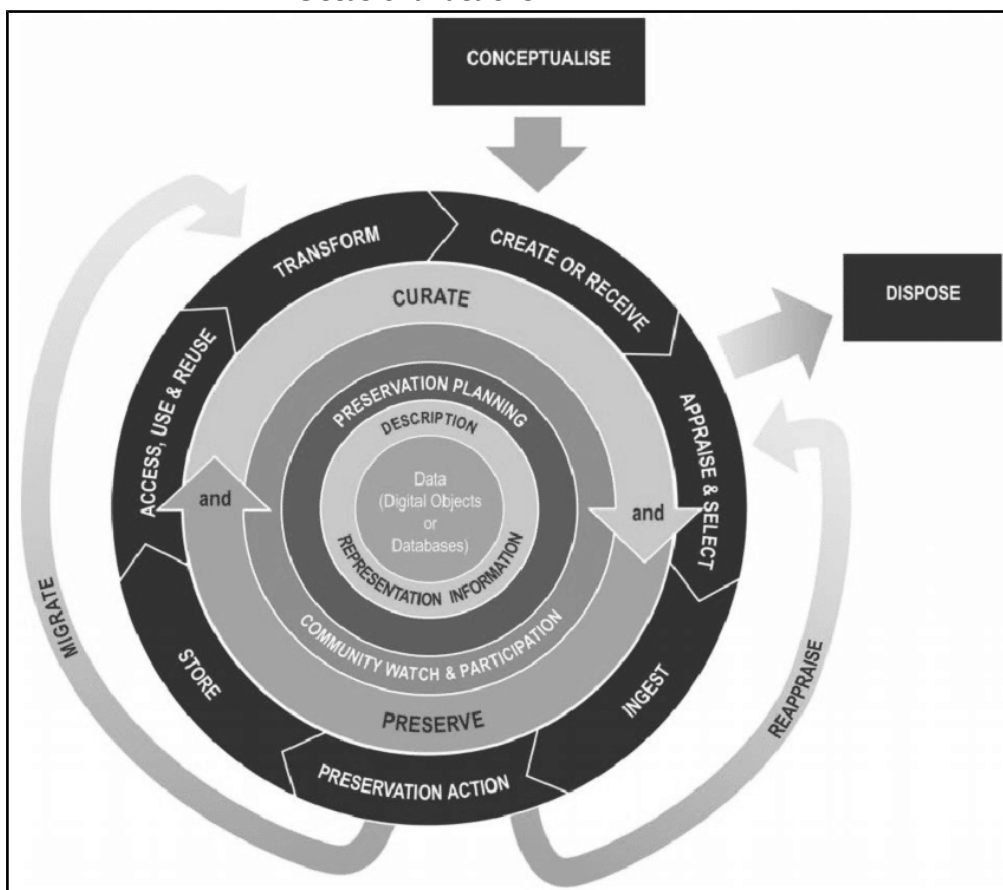 CONCEPTUALISE
DISPOSE
TRANSFORM
CREATE OR RECEIVE
APPRAISE & SELECT
INGEST
PRESERVATION ACTION
STORE
ACCESS, USE & REUSE
MIGRATE
REAPPRAISE
CURATE
and
PRESERVE
and
PRESERVATION PLANNING
COMMUNITY WATCH & PARTICIPATION
DESCRIPTION
REPRESENTATION INFORMATION
Data
(Digital Objects
or
Databases)